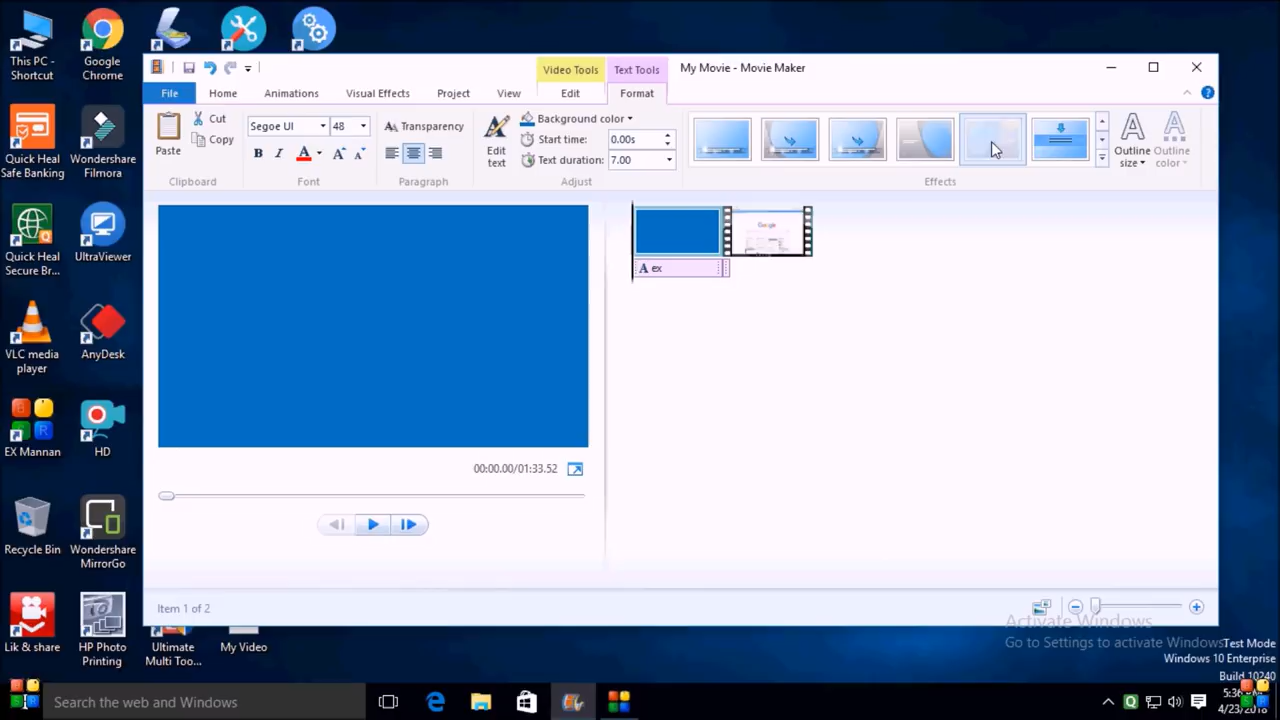 This PC - Shortcut
Google Chrome
Video Tools
Text Tools
My Movie - Movie Maker
File
Home
Animations
Visual Effects
Project
View
Edit
Format
Paste
Cut
Copy
Clipboard
Segoe UI
48
B
I
A
A
A
Font
Transparency
Paragraph
Edit text
Background color
Start time:
0.00s
Text duration:
7.00
Adjust
Effects
Outline size
Outline color
Quick Heal Safe Banking
Wondershare Filmora
Quick Heal Secure Br...
UltraViewer
VLC media player
AnyDesk
EX Mannan
HD
Recycle Bin
Wondershare MirrorGo
Lik & share
HP Photo Printing
Ultimate Multi Too...
My Video
Google
A ex
00:00.00/01:33.52
Item 1 of 2
Activate Windows
Go to Settings to activate Windows
Test Mode
Windows 10 Enterprise
Build 10240
Search the web and Windows
4/23/2018